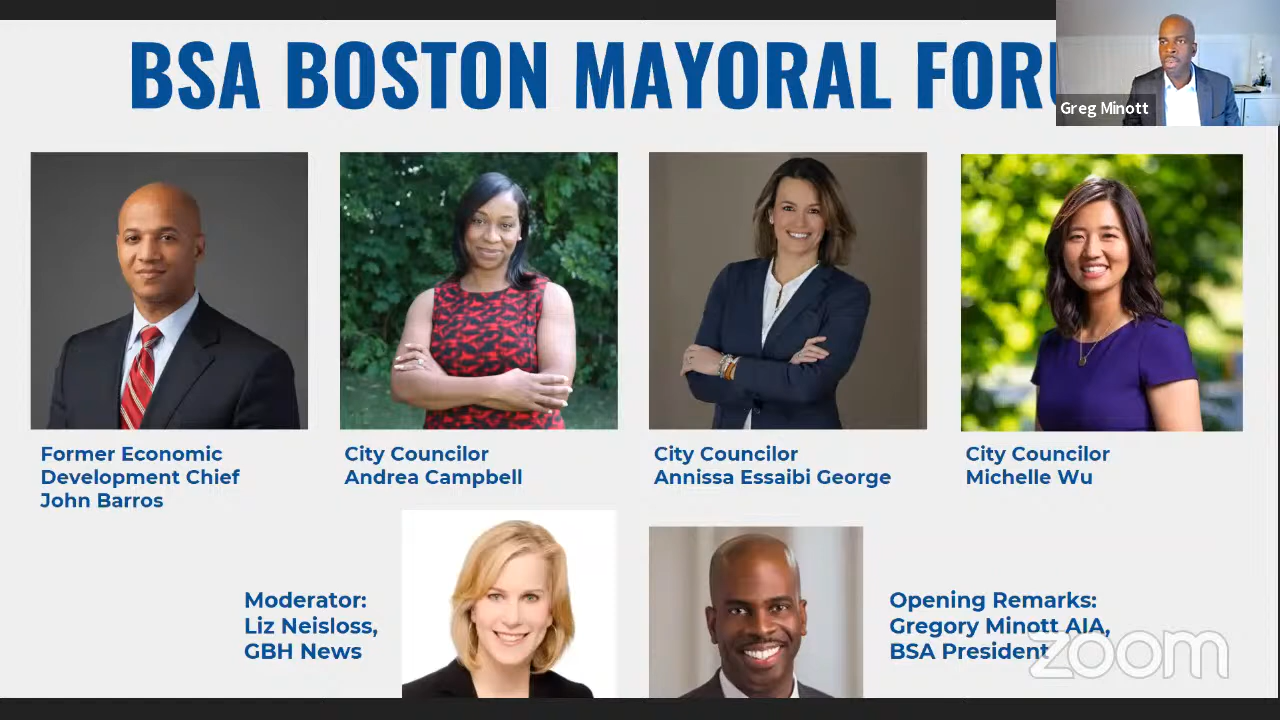 BSA BOSTON MAYORAL FORU
Greg Minott
Former Economic
Development Chief
John Barros
City Councilor
Andrea Campbell
City Councilor
Annissa Essaibi George
City Councilor
Michelle Wu
Moderator:
Liz Neisloss,
GBH News
Opening Remarks:
Gregory Minott AIA,
BSA President
zoom